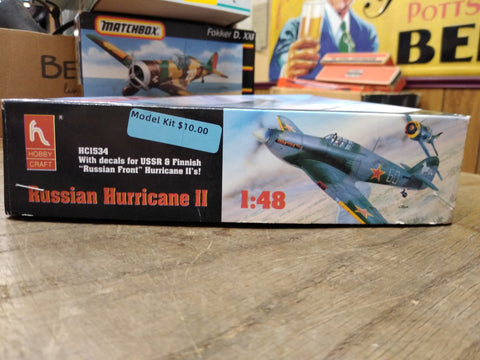 MATCHBOX
Fokker D. XXI
POTTS
BE
BE
h
HOBBY
CRAFT
Model Kit $10.00
HC1534
With decals for USSR & Finnish
"Russian Front" Hurricane II's!
Russian Hurricane II
1:48
60